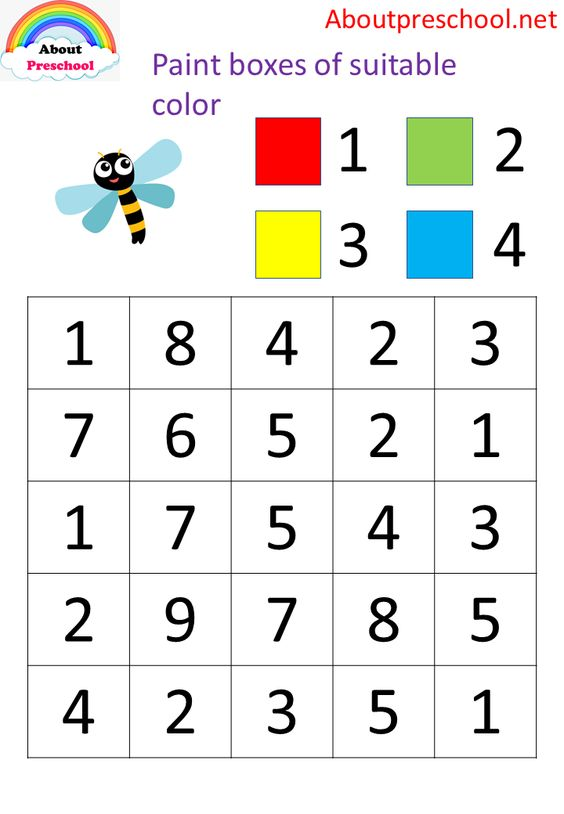 Aboutpreschool.net
About
Preschool
Paint boxes of suitable
color
1 2
3 4
1 8 4 2 3
7 6 5 2 1
1 7 5 4 3
2 9 7 8 5
4 2 3 5 1